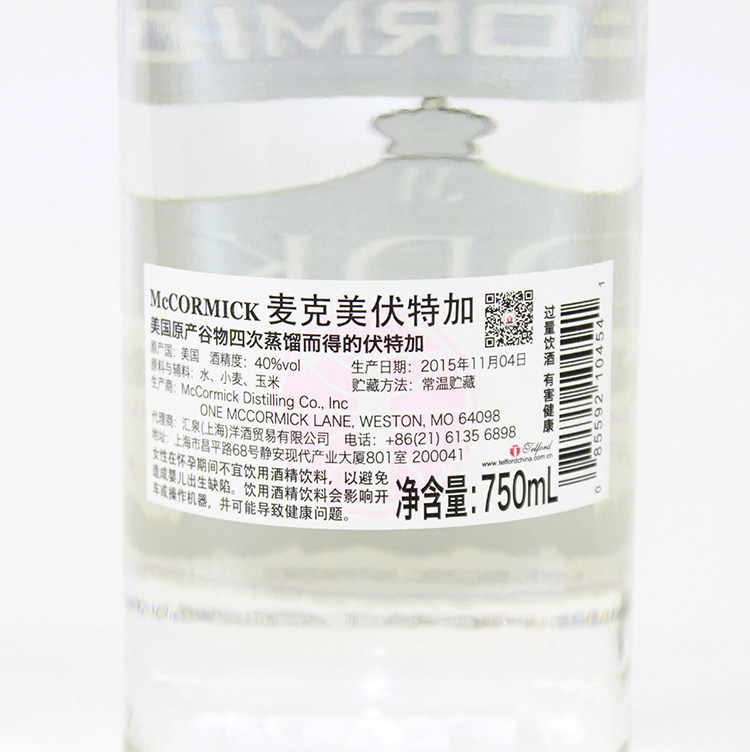 McCORMICK 麦克美伏特加
美国原产谷物四次蒸馏而得的伏特加
原产国：美国 酒精度：40%vol 生产日期：2015年11月04日
原料与辅料：水、小麦、玉米 贮藏方法：常温贮藏
生产商：McCormick Distilling Co., Inc
ONE MCCORMICK LANE, WESTON, MO 64098
代理商：汇泉(上海)洋酒贸易有限公司 电话：+86(21) 6135 6898
地址：上海市昌平路68号静安现代产业大厦801室 200041
女性在怀孕期间不宜饮用酒精饮料，以避免
造成婴儿出生缺陷。饮用酒精饮料会影响开
车或操作机器，并可能导致健康问题。
净含量：750mL
Telford
www.telfordchina.com.cn
过量饮酒 有害健康
0 85592 10454 1